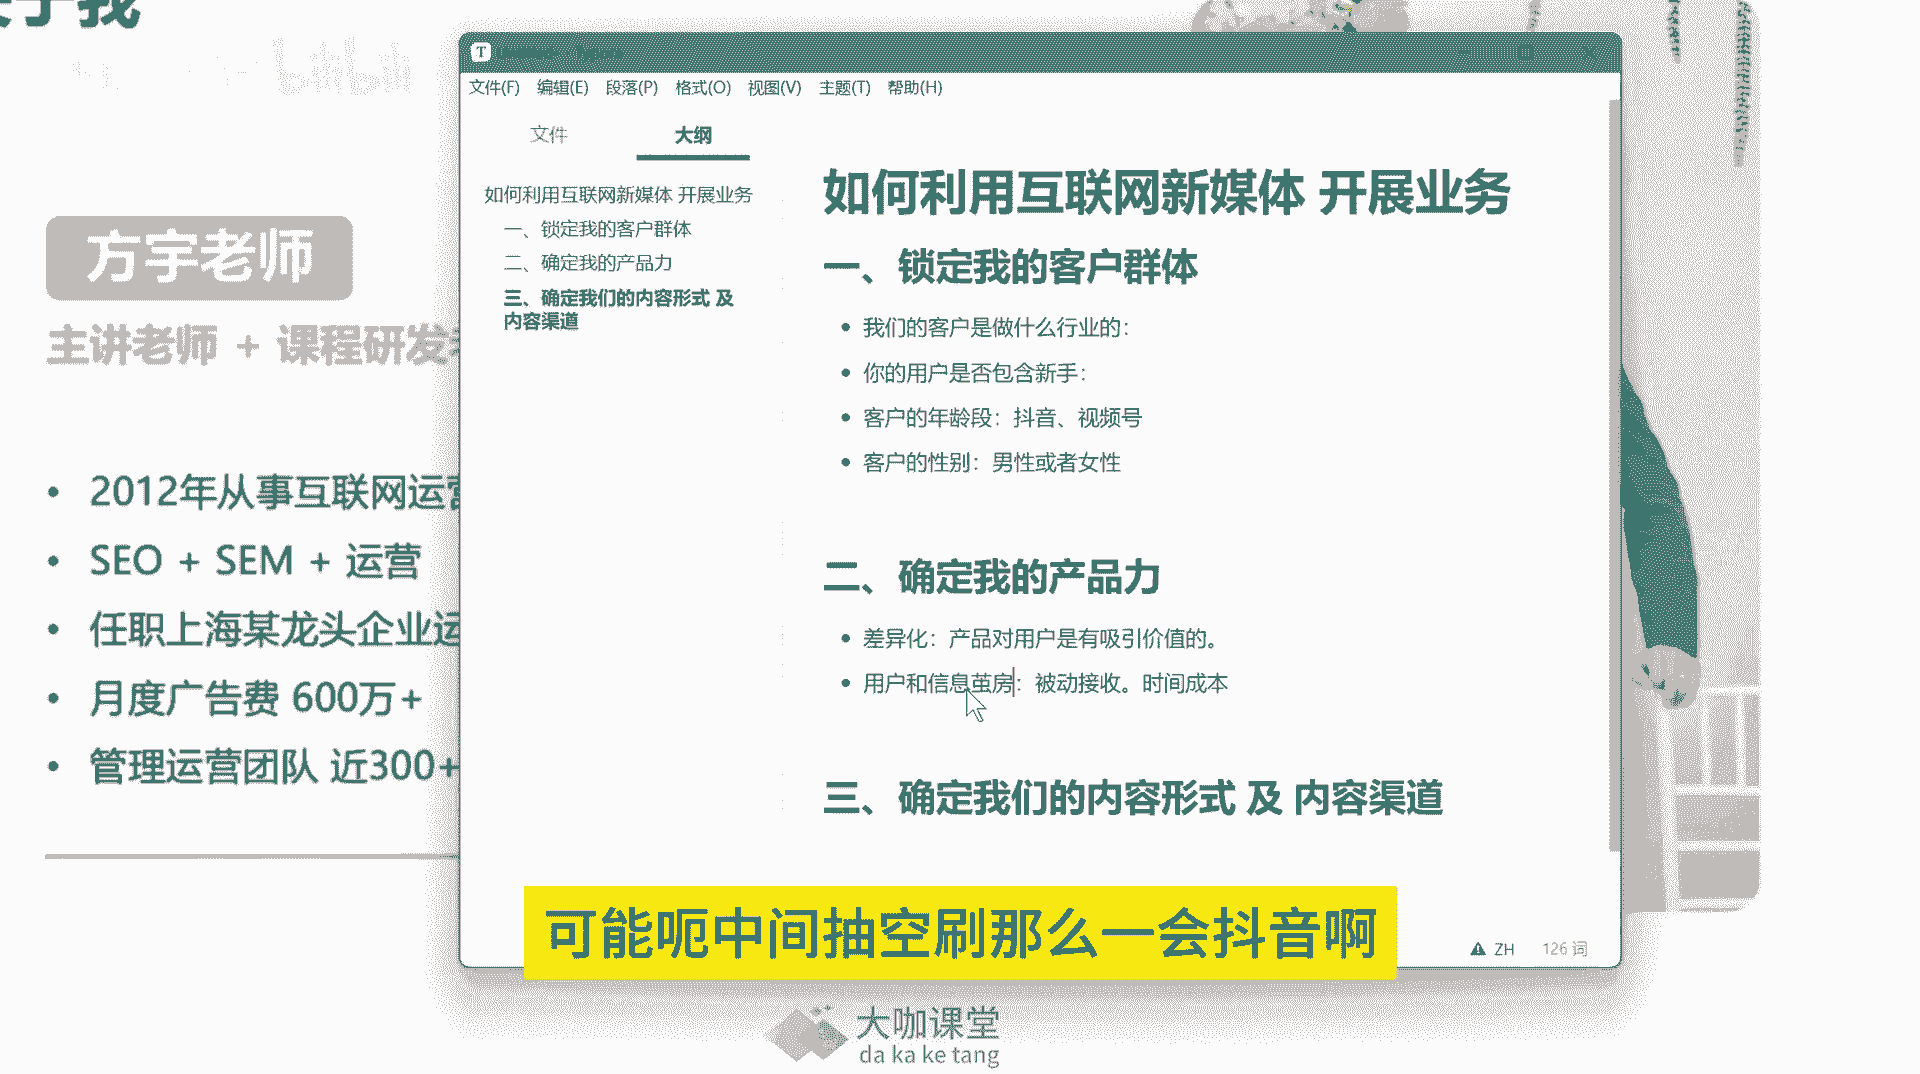 bilibili
方宇老师
主讲老师 + 课程研发
2012年从事互联网运营
SEO + SEM + 运营
任职上海某龙头企业运
月度广告费 600万+
管理运营团队 近300+
文件(F) 编辑(E) 段落(P) 格式(O) 视图(V) 主题(T) 帮助(H)
文件 大纲
如何利用互联网新媒体 开展业务
一、锁定我的客户群体
二、确定我的产品力
三、确定我们的内容形式 及
内容渠道
如何利用互联网新媒体 开展业务
一、锁定我的客户群体
我们的客户是做什么行业的：
你的用户是否包含新手：
客户的年龄段：抖音、视频号
客户的性别：男性或者女性
二、确定我的产品力
差异化：产品对用户是有吸引价值的。
用户和信息茧房：被动接收。时间成本
三、确定我们的内容形式 及 内容渠道
可能呃中间抽空刷那么一会抖音啊
ZH 126 词
大咖课堂
da ka ke tang